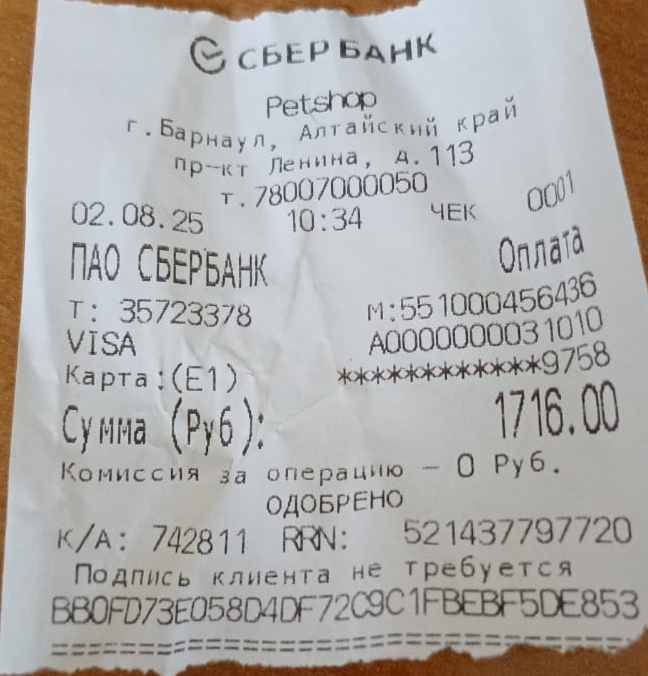 СБЕРБАНК
Petshop
г.Барнаул, Алтайский край
пр-кт Ленина, д.113
т.78007000050
02.08.25 10:34 ЧЕК 0001
ПАО СБЕРБАНК Оплата
Т: 35723378 М:551000456436
VISA A0000000031010
Карта:(E1) ************9758
Сумма (Руб): 1716.00
Комиссия за операцию – 0 Руб.
ОДОБРЕНО
К/А: 742811 RRN: 521437797720
Подпись клиента не требуется
BB0FD73E058D4DF72C9C1FBEBF5DE853
================================